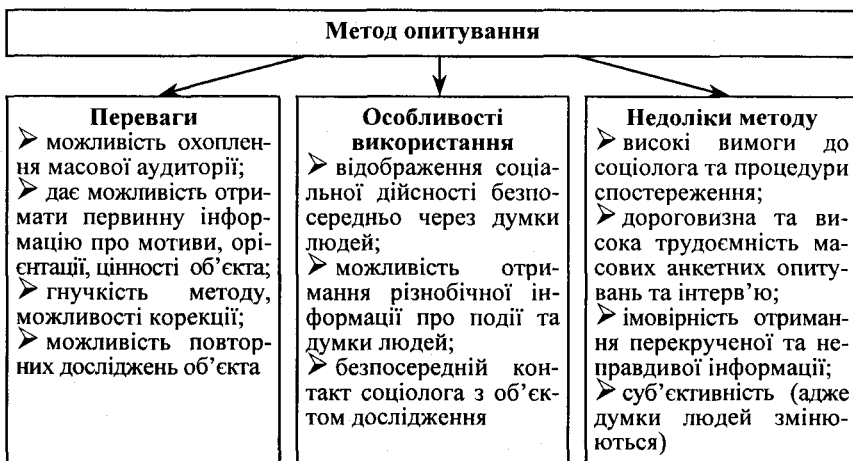 Метод опитування
Переваги
➢ можливість охоплен-
ня масової аудиторії;
➢ дає можливість отри-
мати первинну інфор-
мацію про мотиви, орі-
єнтації, цінності об’єкта;
➢ гнучкість методу,
можливості корекції;
➢ можливість повтор-
них досліджень об’єкта
Особливості
використання
➢ відображення соці-
альної дійсності безпо-
середньо через думки
людей;
➢ можливість отри-
мання різнобічної ін-
формації про події та
думки людей;
➢ безпосередній кон-
такт соціолога з об’єк-
том дослідження
Недоліки методу
➢ високі вимоги до
соціолога та процедури
спостереження;
➢ дороговизна та ви-
сока трудоємність ма-
сових анкетних опиту-
вань та інтерв’ю;
➢ імовірність отриман-
ня перекрученої та не-
правдивої інформації;
➢ суб’єктивність (адже
думки людей зміню-
ються)